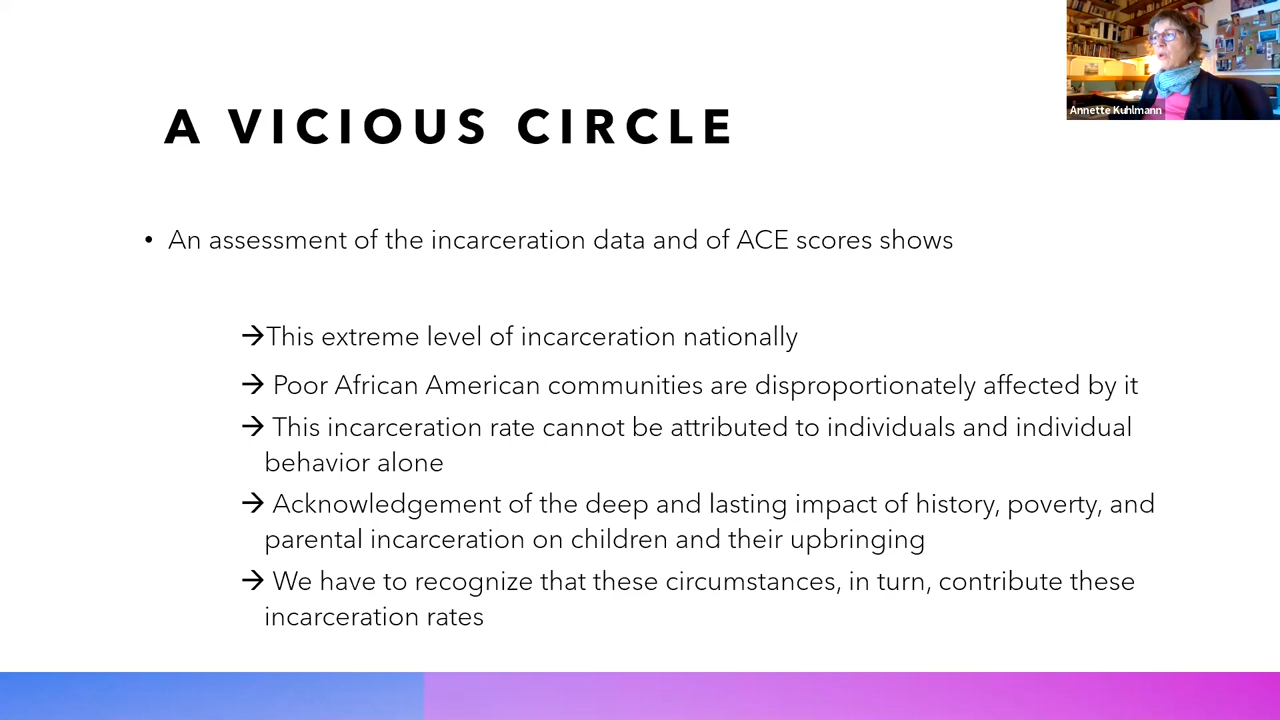 Annette Kuhlmann
A VICIOUS CIRCLE
• An assessment of the incarceration data and of ACE scores shows
→This extreme level of incarceration nationally
→ Poor African American communities are disproportionately affected by it
→ This incarceration rate cannot be attributed to individuals and individual
behavior alone
→ Acknowledgement of the deep and lasting impact of history, poverty, and
parental incarceration on children and their upbringing
→ We have to recognize that these circumstances, in turn, contribute these
incarceration rates